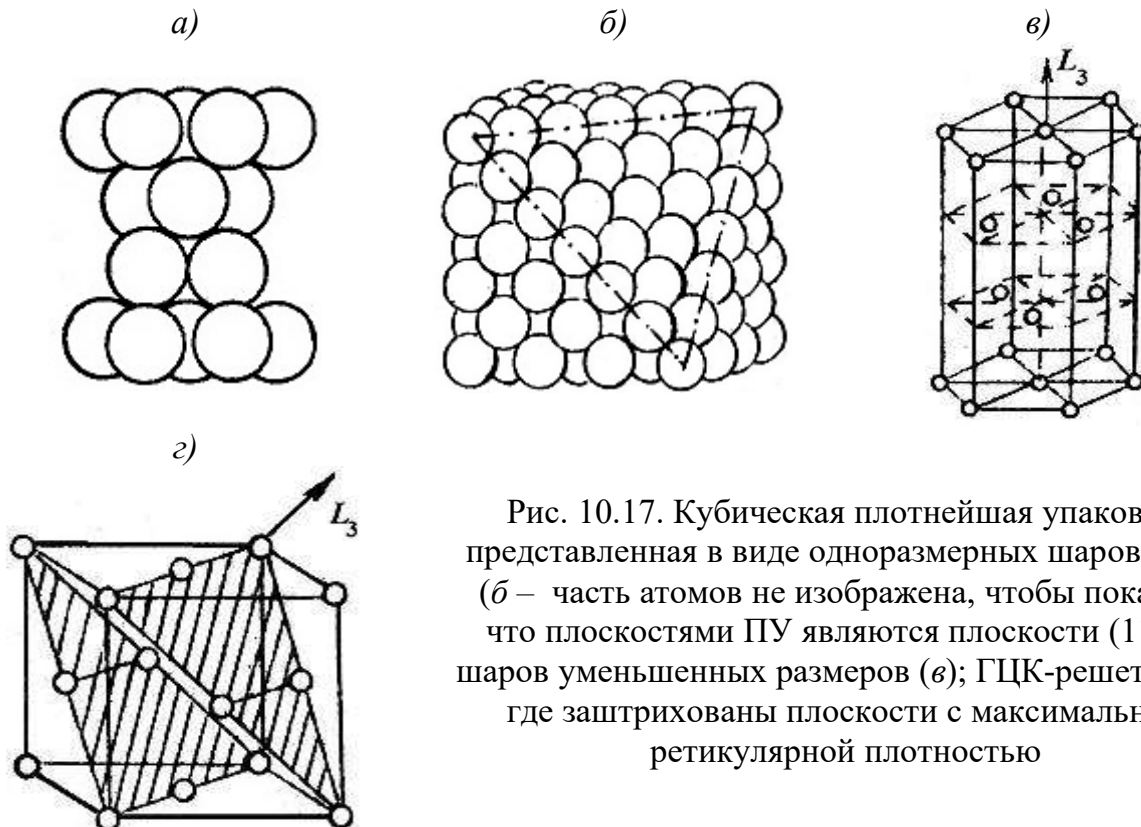 а)
б)
в)
L3
г)
L3
Рис. 10.17. Кубическая плотнейшая упаков
представленная в виде одноразмерных шаров
(б – часть атомов не изображена, чтобы пока
что плоскостями ПУ являются плоскости (1
шаров уменьшенных размеров (в); ГЦК-решет
где заштрихованы плоскости с максимальн
ретикулярной плотностью